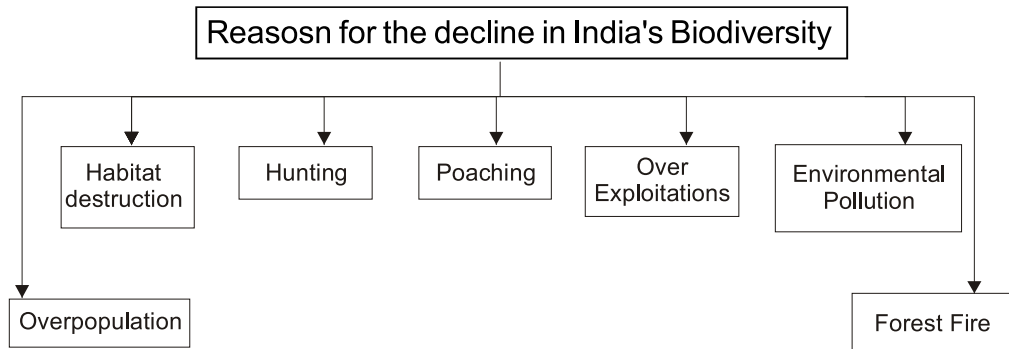 Reasosn for the decline in India's Biodiversity
Habitat
destruction
Hunting
Poaching
Over
Exploitations
Environmental
Pollution
Overpopulation
Forest Fire